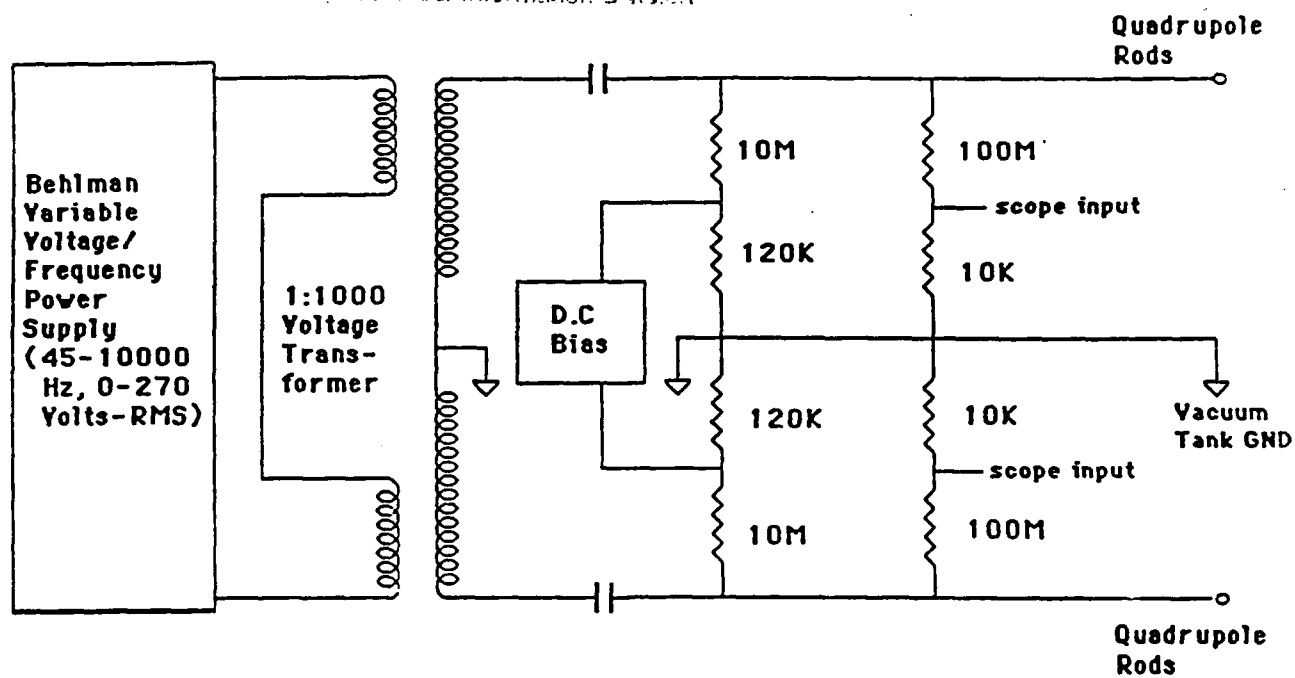 Quadrupole
Rods
Behlman
Variable
Voltage/
Frequency
Power
Supply
(45-10000
Hz, 0-270
Volts-RMS)
1:1000
Voltage
Trans-
former
D.C
Bias
10M
120K
120K
10M
100M
scope input
10K
10K
scope input
100M
Vacuum
Tank GND
Quadrupole
Rods